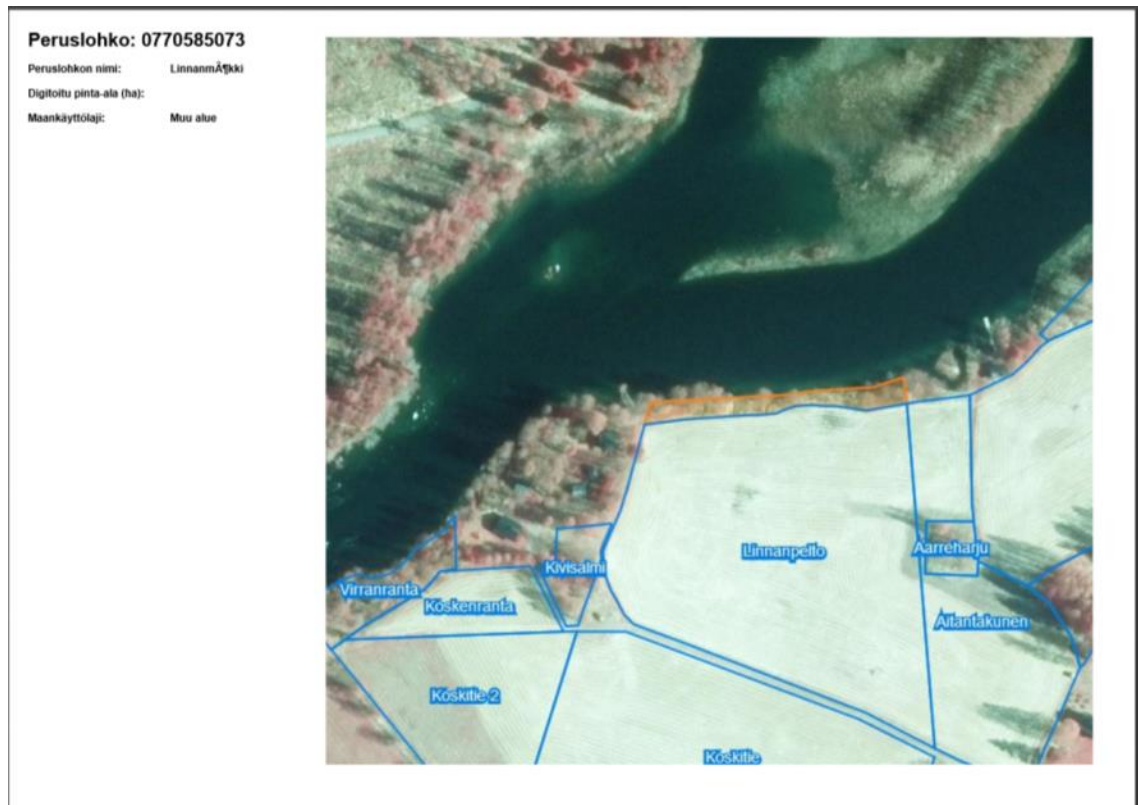 Peruslohko: 0770585073
Peruslohkon nimi: LinnanmÃ¶kki
Digitoitu pinta-ala (ha):
Maankäyttölaji: Muu alue
Linnanpelto
Aarreharju
Kivisalmi
Virranranta
Koskenranta
Aitantakunen
Koskitie 2
Koskitie